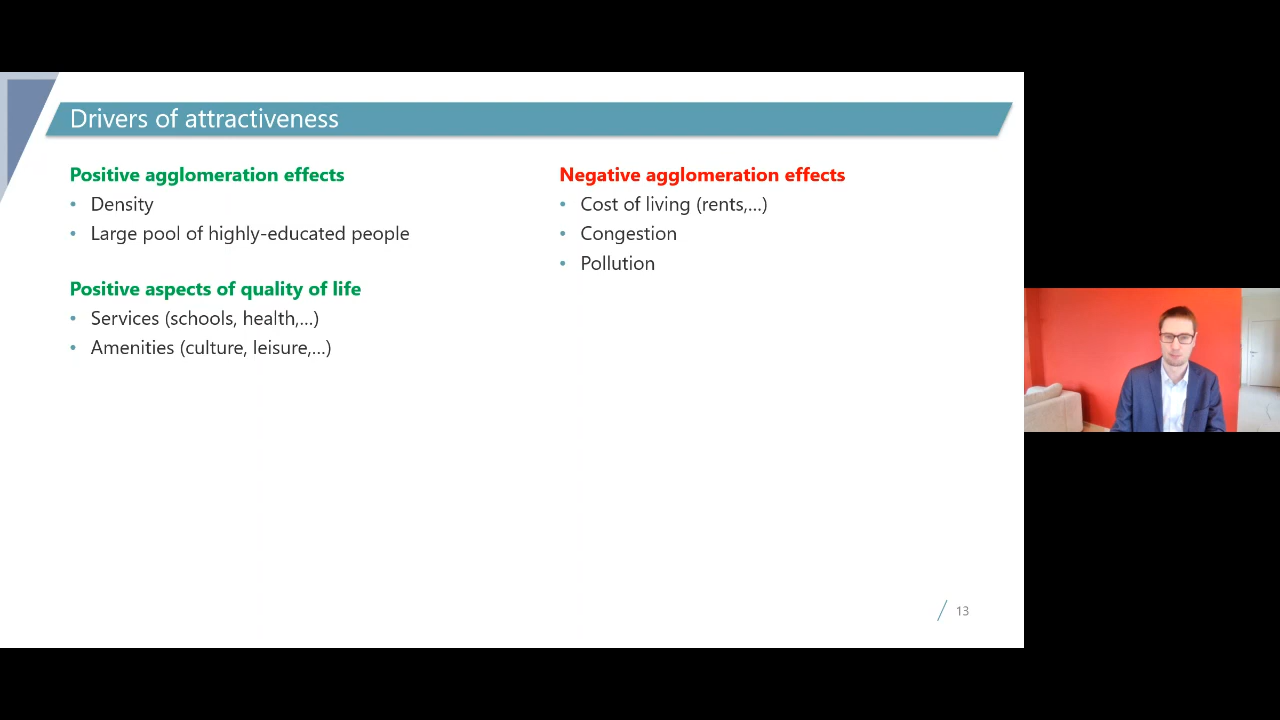 Drivers of attractiveness
Positive agglomeration effects
• Density
• Large pool of highly-educated people
Positive aspects of quality of life
• Services (schools, health,...)
• Amenities (culture, leisure,...)
Negative agglomeration effects
• Cost of living (rents,...)
• Congestion
• Pollution
13